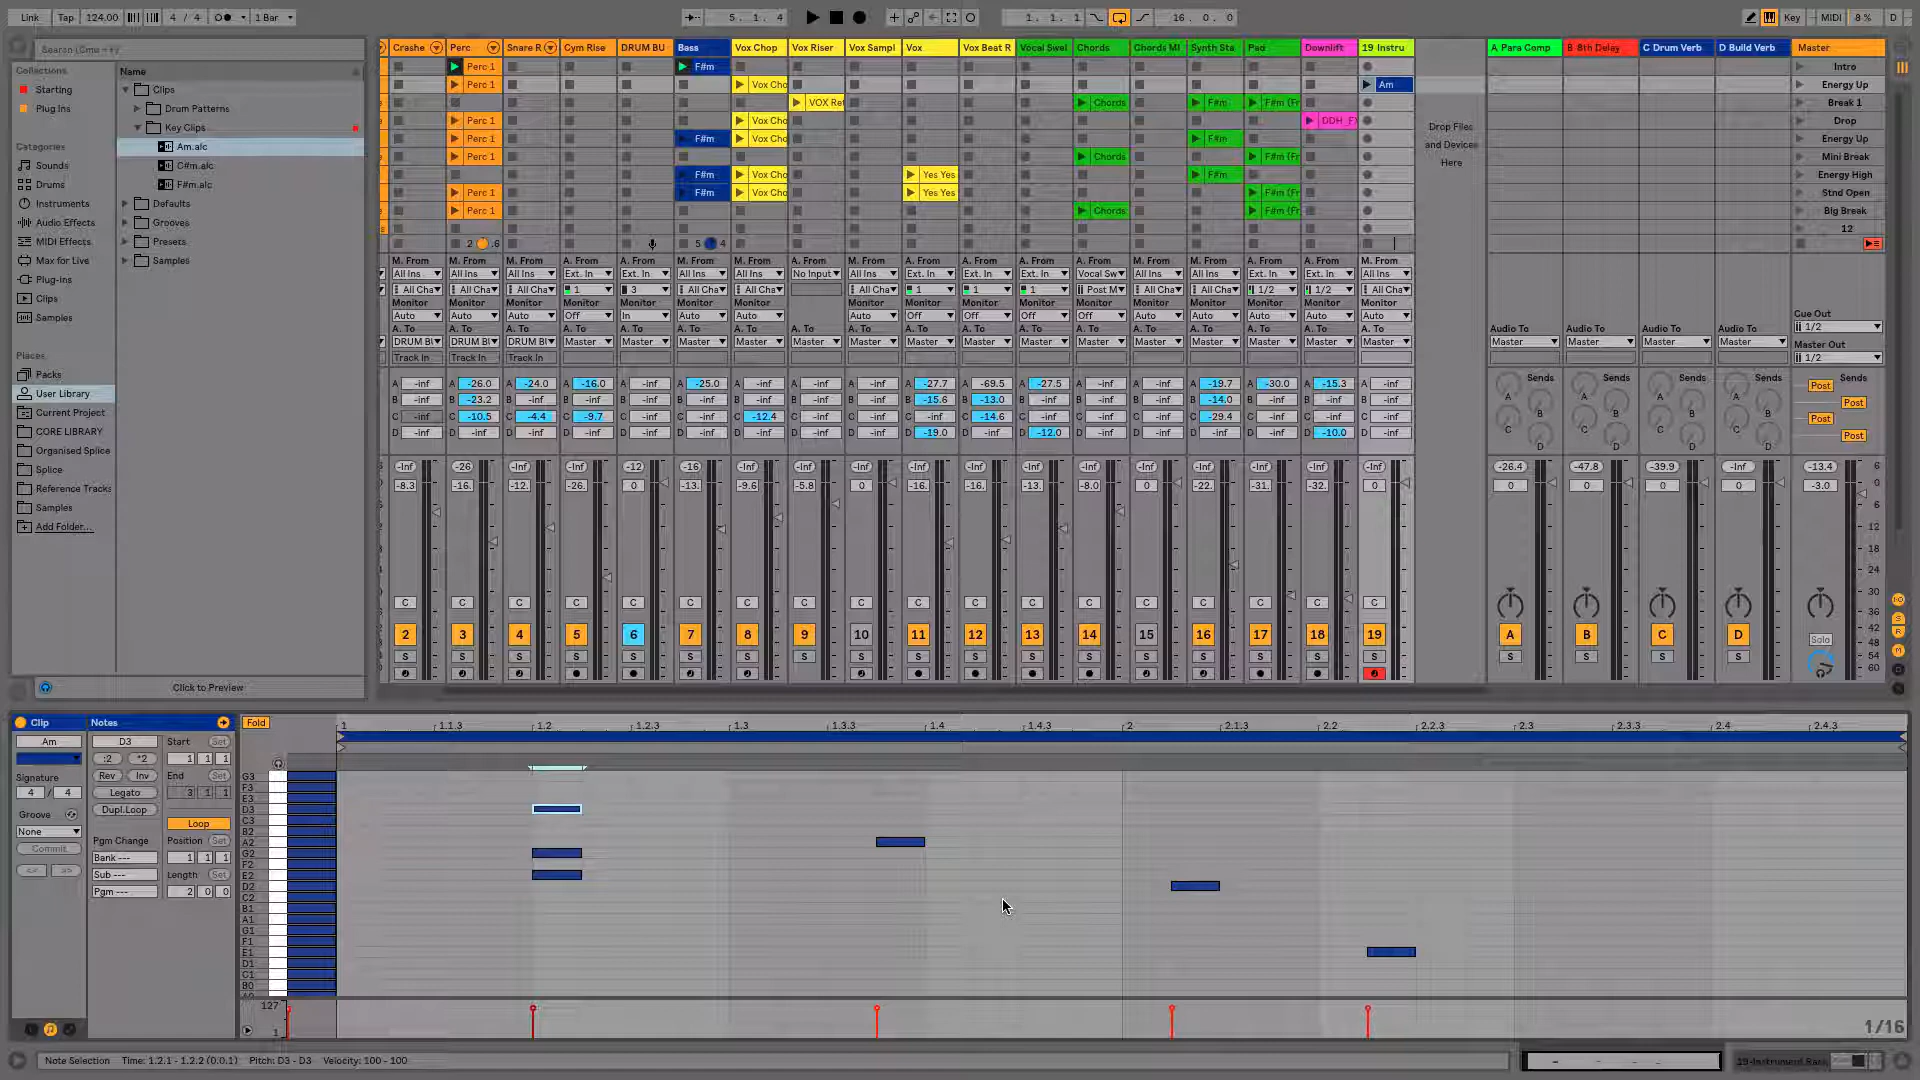 Link Tap 124.00 4 / 4 1 Bar 5. 1. 4 1. 1. 1 16. 0. 0 Key MIDI 8 % D
Search (Cmd + F)
Collections
Starting
Plug Ins
Categories
Sounds
Drums
Instruments
Audio Effects
MIDI Effects
Max for Live
Plug-Ins
Clips
Samples
Places
Packs
User Library
Current Project
CORE LIBRARY
Organised Splice
Splice
Reference Tracks
Samples
Add Folder...
Name
Clips
Drum Patterns
Key Clips
Am.alc
C#m.alc
F#m.alc
Defaults
Grooves
Presets
Samples
Click to Preview
Crashe Perc Snare R Cym Rise DRUM BU Bass Vox Chop Vox Riser Vox Sampl Vox Vox Beat R Vocal Swel Chords Chords MI Synth Sta Pad Downlift 19 Instru A Para Comp B 8th Delay C Drum Verb D Build Verb Master
Perc 1 F#m Intro
Perc 1 Vox Cho Am Energy Up
VOX Ret Chords F#m F#m (Fr Break 1
Perc 1 Vox Cho DDH_FX Drop
Perc 1 F#m Vox Cho F#m Energy Up
Perc 1 Chords F#m (Fr Mini Break
F#m Vox Cho Yes Yes F#m Energy High
Perc 1 F#m Vox Cho Yes Yes F#m (Fr Stnd Open
Perc 1 Chords F#m (Fr Big Break
12
Drop Files
and Devices
Here
2 :6 5 4
M. From M. From M. From A. From A. From M. From M. From M. From A. From A. From A. From A. From M. From M. From A. From A. From M. From
All Ins All Ins All Ins Ext. In Ext. In All Ins All Ins No Input All Ins Ext. In Ext. In Ext. In Vocal Sw All Ins All Ins Ext. In Ext. In All Ins
All Cha All Cha All Cha 1 3 All Cha All Cha All Cha 1 1 1 Post M All Cha All Cha 1/2 1/2 All Cha
Monitor Monitor Monitor Monitor Monitor Monitor Monitor Monitor Monitor Monitor Monitor Monitor Monitor Monitor Monitor Monitor Monitor Cue Out
Auto Auto Auto Off In Auto Auto Auto Off Off Off Off Auto Auto Off Off Auto 1/2
A. To A. To A. To A. To A. To A. To A. To A. To A. To A. To A. To A. To A. To A. To A. To A. To A. To A. To Audio To Audio To Audio To Audio To
DRUM BU DRUM BU DRUM BU Master Master Master Master Master Master Master Master Master Master Master Master Master Master Master Master Master Master Master Master Out
Track In Track In Track In 1/2
A -inf -26.0 -24.0 -16.0 -inf -25.0 -inf -inf -inf -27.7 -69.5 -27.5 -inf -inf -19.7 -30.0 -15.3 -inf Sends Sends Sends Sends Post Sends
B -inf -23.2 -inf -inf -inf -inf -inf -inf -inf -15.6 -13.0 -inf -inf -inf -14.0 -inf -inf -inf A B A B A B A B Post
C -inf -10.5 -4.4 -9.7 -inf -inf -12.4 -inf -inf -inf -14.6 -inf -inf -inf -29.4 -inf -inf -inf C C C C Post
D -inf -inf -inf -inf -inf -inf -inf -inf -inf -19.0 -inf -12.0 -inf -inf -inf -inf -10.0 -inf D D D D Post
-Inf -26 -Inf -Inf -12 -16 -Inf -Inf -Inf -Inf -Inf -Inf -Inf -Inf -Inf -Inf -Inf -Inf -26.4 -47.8 -39.9 -Inf -13.4 6
-8.3 -16. -12. -26. 0 -13. -9.6 -5.8 0 -16. -16. -13. -8.0 0 -22. -31. -32. 0 0 0 0 0 -3.0 0
6
12
18
24
30
36
42
48
54
60
C C C C C C C C C C C C C C C C C C
2 3 4 5 6 7 8 9 10 11 12 13 14 15 16 17 18 19 A B C D Solo
S S S S S S S S S S S S S S S S S S S S S S
Clip Notes
Am D3 Start Set
:2 *2 1 1 1
Signature Rev Inv End Set
4 / 4 Legato 3 1 1
Groove Dupl.Loop Loop
None Pgm Change Position Set
Commit Bank --- 1 1 1
<< >> Sub --- Length Set
Pgm --- 2 0 0
Fold 1 1.1.3 1.2 1.2.3 1.3 1.3.3 1.4 1.4.3 2 2.1.3 2.2 2.2.3 2.3 2.3.3 2.4 2.4.3
G3
F3
E3
D3
C3
B2
A2
G2
F2
E2
D2
C2
B1
A1
G1
F1
E1
D1
C1
B0
127
1
1/16
Note Selection Time: 1.2.1 - 1.2.2 (0.0.1) Pitch: D3 - D3 Velocity: 100 - 100 19-Instrument Rack